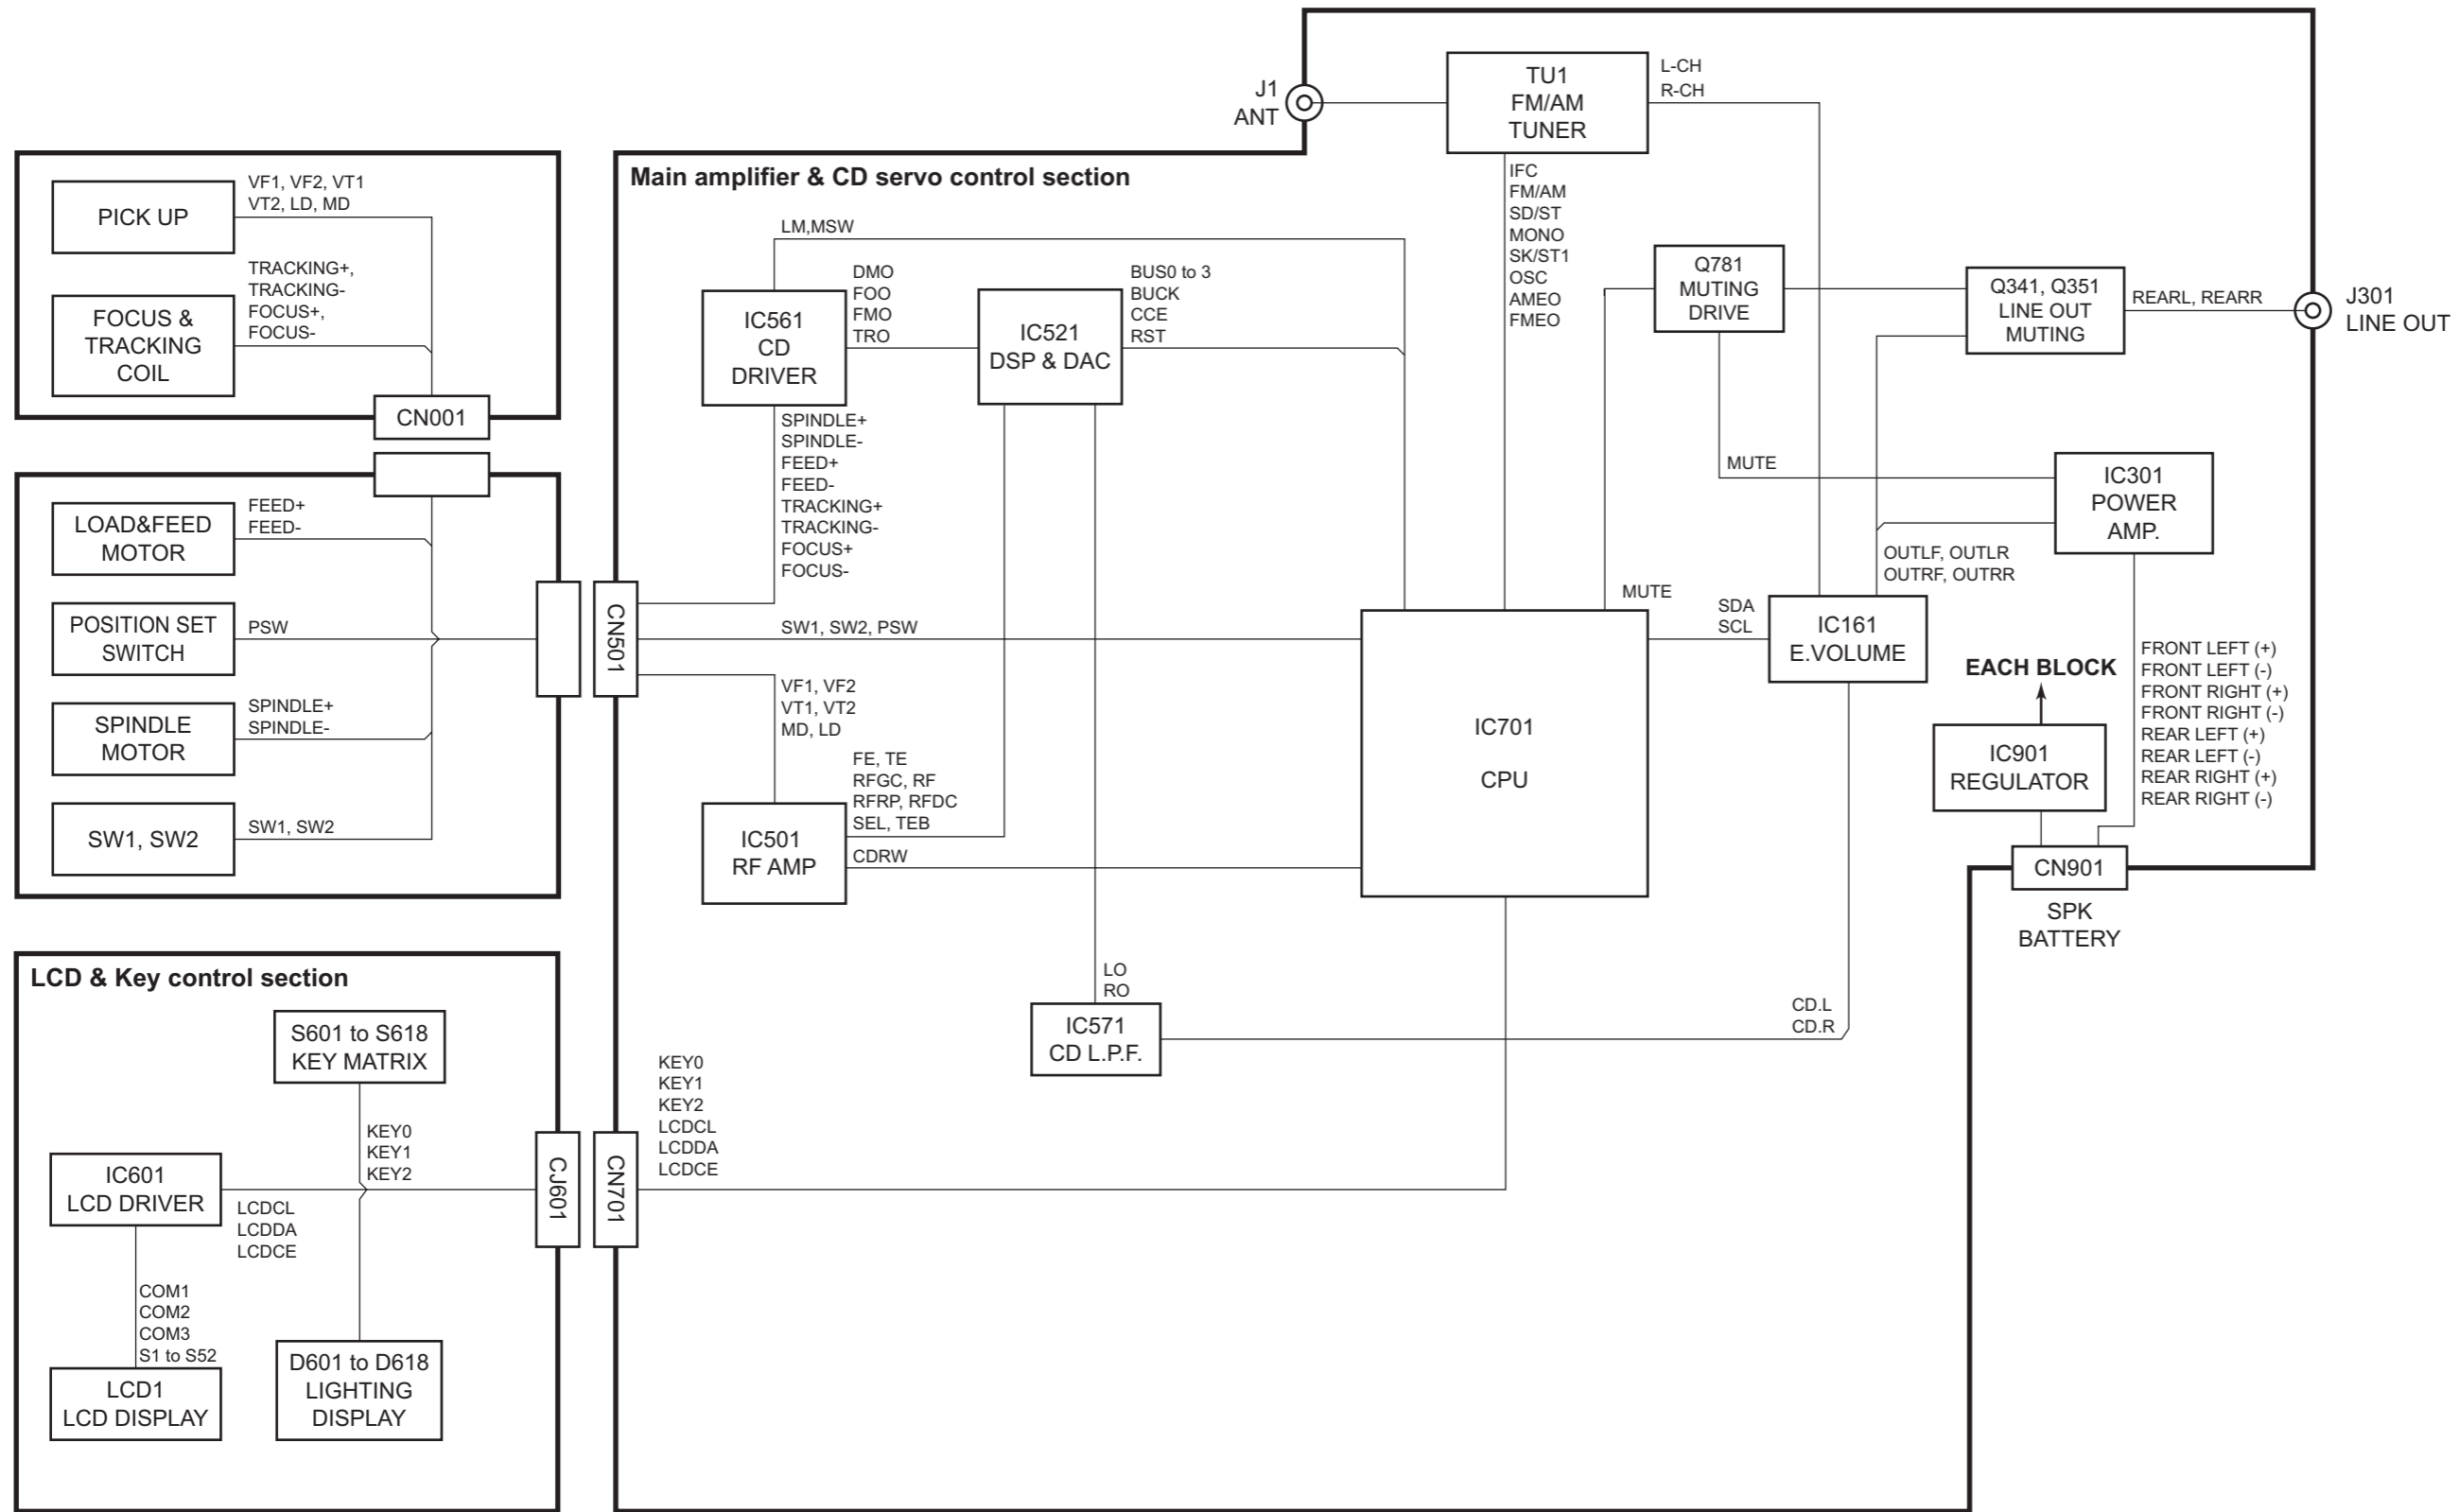 J1
ANT
TU1
FM/AM
TUNER
L-CH
R-CH
IFC
FM/AM
SD/ST
MONO
SK/ST1
OSC
AMEO
FMEO
PICK UP
VF1, VF2, VT1
VT2, LD, MD
FOCUS &
TRACKING
COIL
TRACKING+,
TRACKING-
FOCUS+,
FOCUS-
CN001
LOAD&FEED
MOTOR
FEED+
FEED-
POSITION SET
SWITCH
PSW
SPINDLE
MOTOR
SPINDLE+
SPINDLE-
SW1, SW2
SW1, SW2
Main amplifier & CD servo control section
LM,MSW
IC561
CD
DRIVER
DMO
FOO
FMO
TRO
IC521
DSP & DAC
BUS0 to 3
BUCK
CCE
RST
SPINDLE+
SPINDLE-
FEED+
FEED-
TRACKING+
TRACKING-
FOCUS+
FOCUS-
CN501
SW1, SW2, PSW
VF1, VF2
VT1, VT2
MD, LD
IC501
RF AMP
FE, TE
RFGC, RF
RFRP, RFDC
SEL, TEB
CDRW
IC701
CPU
Q781
MUTING
DRIVE
Q341, Q351
LINE OUT
MUTING
REARL, REARR
J301
LINE OUT
MUTE
IC301
POWER
AMP.
OUTLF, OUTLR
OUTRF, OUTRR
MUTE
SDA
SCL
IC161
E.VOLUME
EACH BLOCK
IC901
REGULATOR
FRONT LEFT (+)
FRONT LEFT (-)
FRONT RIGHT (+)
FRONT RIGHT (-)
REAR LEFT (+)
REAR LEFT (-)
REAR RIGHT (+)
REAR RIGHT (-)
CN901
SPK
BATTERY
LO
RO
IC571
CD L.P.F.
CD.L
CD.R
LCD & Key control section
S601 to S618
KEY MATRIX
KEY0
KEY1
KEY2
IC601
LCD DRIVER
LCDCL
LCDDA
LCDCE
COM1
COM2
COM3
S1 to S52
LCD1
LCD DISPLAY
D601 to D618
LIGHTING
DISPLAY
CJ601
CN701
KEY0
KEY1
KEY2
LCDCL
LCDDA
LCDCE